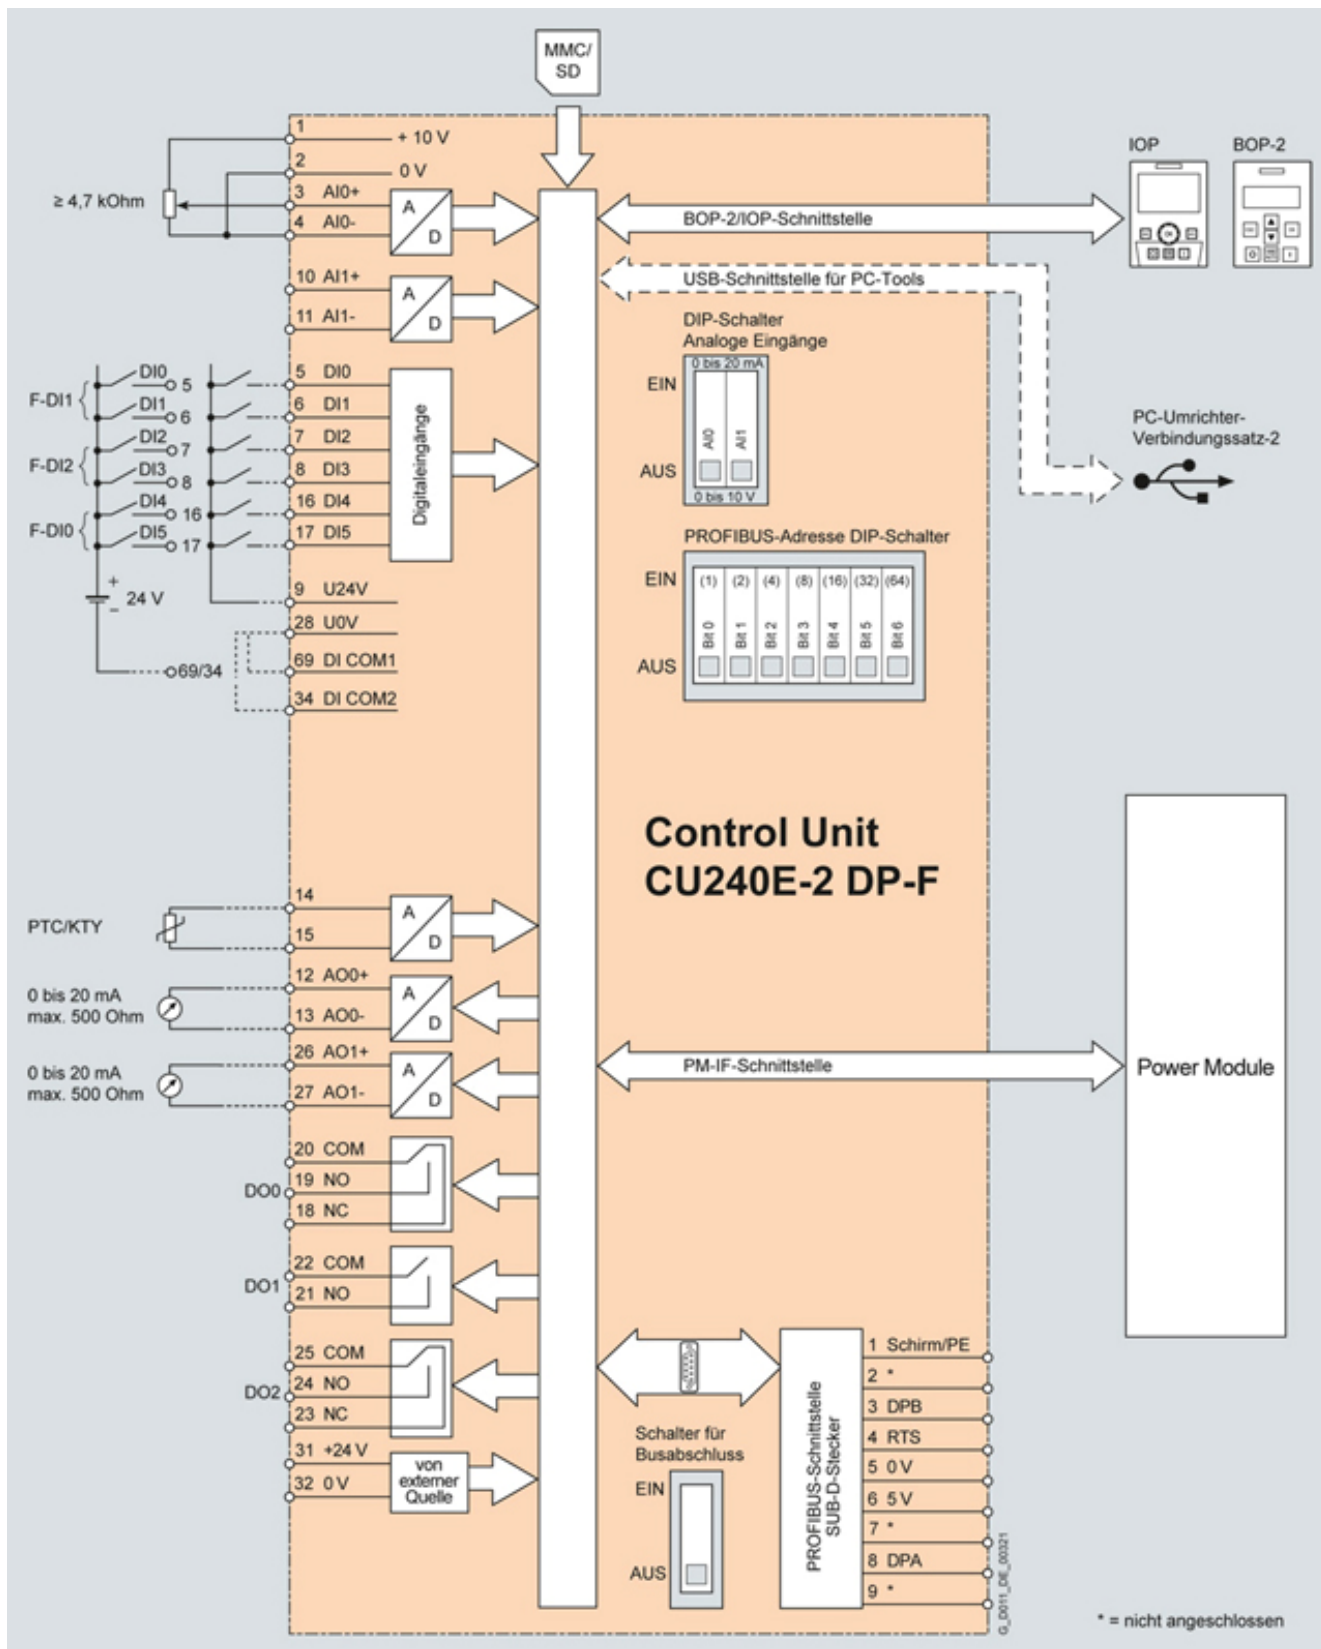 MMC/
SD
1
+ 10 V
2
0 V
3 AI0+
≥ 4,7 kOhm
4 AI0-
A
D
10 AI1+
11 AI1-
A
D
BOP-2/IOP-Schnittstelle
IOP
BOP-2
USB-Schnittstelle für PC-Tools
DIP-Schalter
Analoge Eingänge
0 bis 20 mA
EIN
AI0
AI1
AUS
0 bis 10 V
PC-Umrichter-
Verbindungssatz-2
F-DI1
F-DI2
F-DI0
DI0 5
DI1 6
DI2 7
DI3 8
DI4 16
DI5 17
5 DI0
6 DI1
7 DI2
8 DI3
16 DI4
17 DI5
Digitaleingänge
+
24 V
–
69/34
9 U24V
28 U0V
69 DI COM1
34 DI COM2
PROFIBUS-Adresse DIP-Schalter
EIN
(1) (2) (4) (8) (16) (32) (64)
Bit 0
Bit 1
Bit 2
Bit 3
Bit 4
Bit 5
Bit 6
AUS
Control Unit
CU240E-2 DP-F
PTC/KTY
14
15
A
D
0 bis 20 mA
max. 500 Ohm
12 AO0+
13 AO0-
A
D
0 bis 20 mA
max. 500 Ohm
26 AO1+
27 AO1-
A
D
PM-IF-Schnittstelle
Power Module
DO0
20 COM
19 NO
18 NC
DO1
22 COM
21 NO
DO2
25 COM
24 NO
23 NC
31 +24 V
32 0 V
von
externer
Quelle
Schalter für
Busabschluss
EIN
AUS
PROFIBUS-Schnittstelle
SUB-D-Stecker
1 Schirm/PE
2 *
3 DPB
4 RTS
5 0 V
6 5 V
7 *
8 DPA
9 *
G_D011_DE_00321
* = nicht angeschlossen